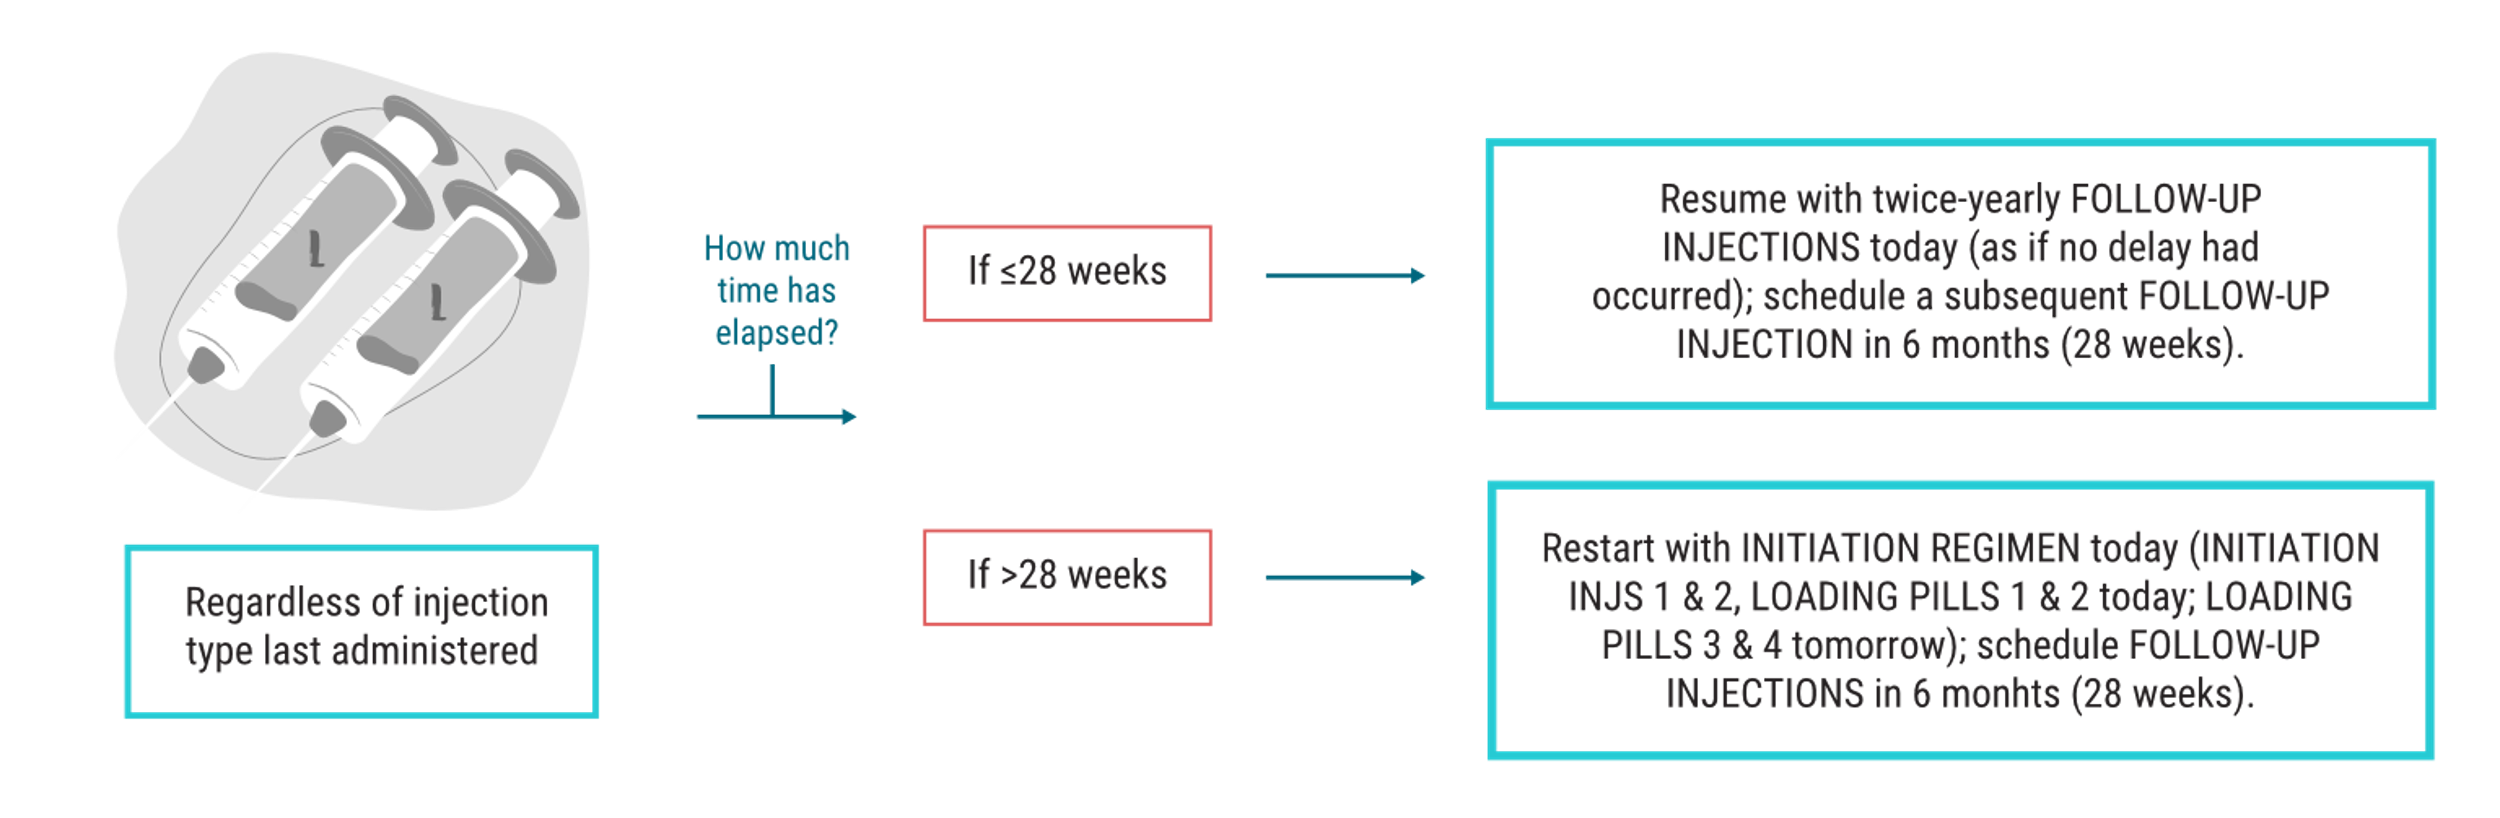 L
L
Regardless of injection
type last administered
How much
time has
elapsed?
If ≤28 weeks
Resume with twice-yearly FOLLOW-UP
INJECTIONS today (as if no delay had
occurred); schedule a subsequent FOLLOW-UP
INJECTION in 6 months (28 weeks).
If >28 weeks
Restart with INITIATION REGIMEN today (INITIATION
INJS 1 & 2, LOADING PILLS 1 & 2 today; LOADING
PILLS 3 & 4 tomorrow); schedule FOLLOW-UP
INJECTIONS in 6 monhts (28 weeks).